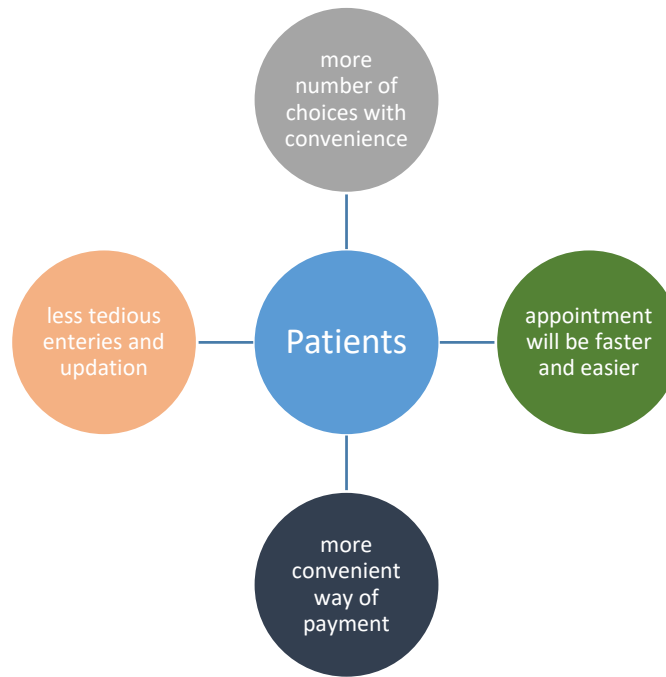 more
number of
choices with
convenience
less tedious
enteries and
updation
Patients
appointment
will be faster
and easier
more
convenient
way of
payment